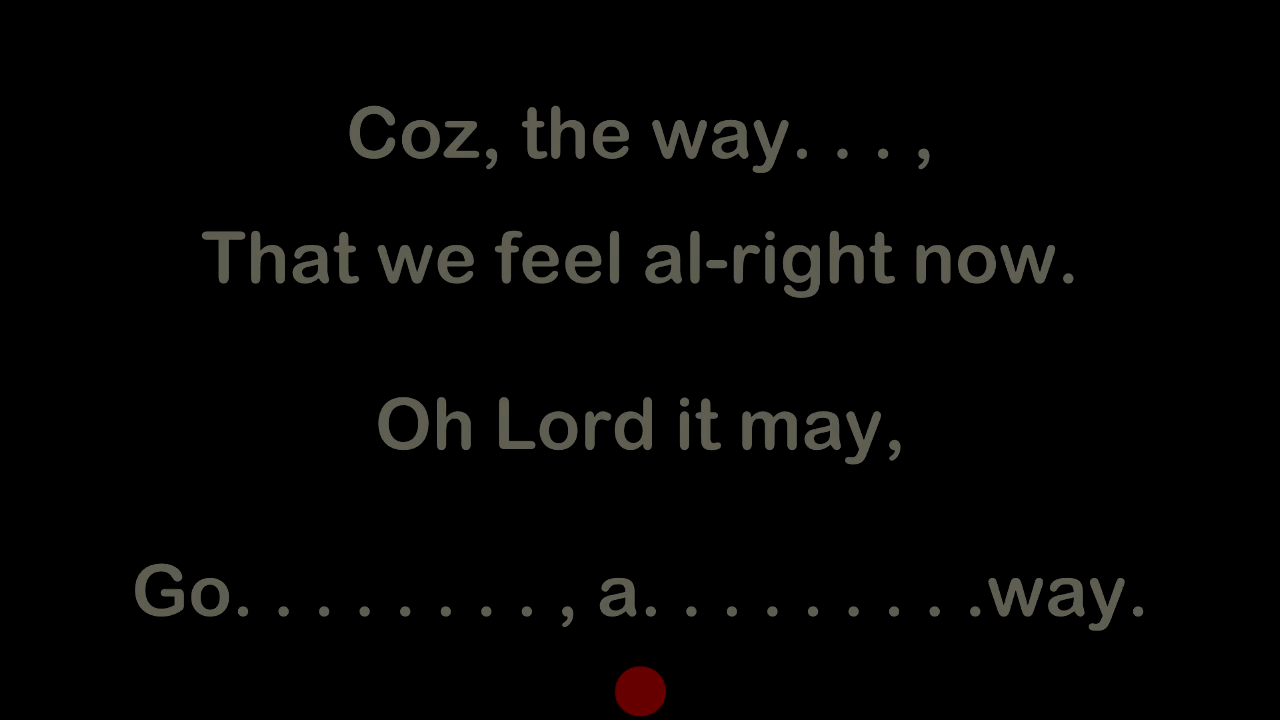 Coz, the way. . . ,
That we feel al-right now.
Oh Lord it may,
Go. . . . . . . . , a. . . . . . . . .way.